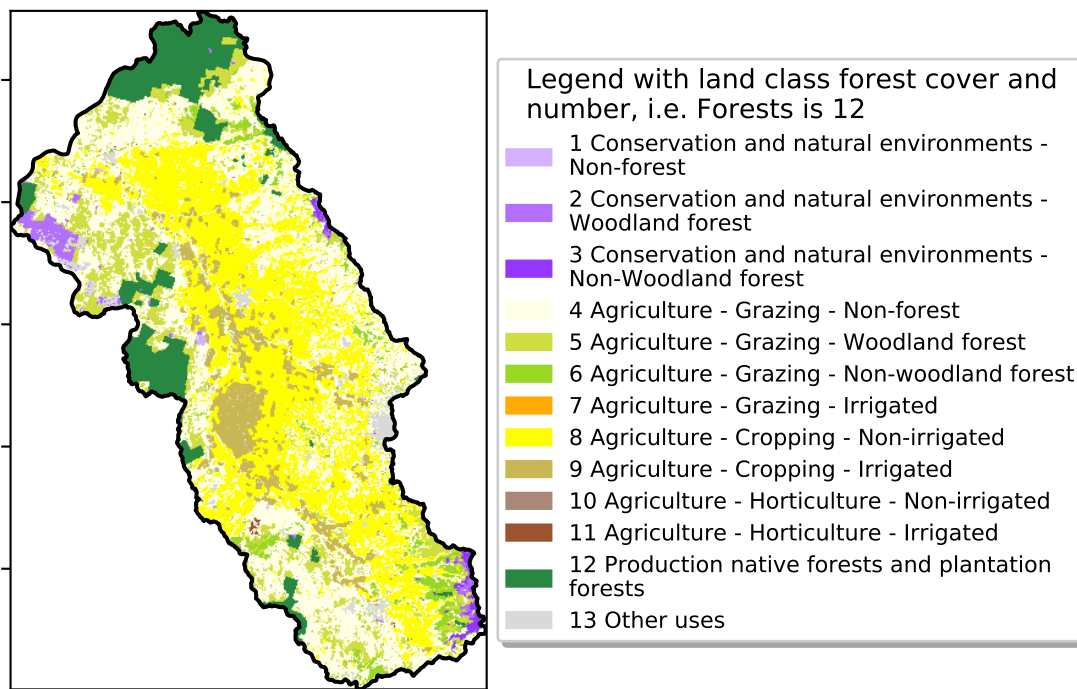 Legend with land class forest cover and
number, i.e. Forests is 12
1 Conservation and natural environments -
Non-forest
2 Conservation and natural environments -
Woodland forest
3 Conservation and natural environments -
Non-Woodland forest
4 Agriculture - Grazing - Non-forest
5 Agriculture - Grazing - Woodland forest
6 Agriculture - Grazing - Non-woodland forest
7 Agriculture - Grazing - Irrigated
8 Agriculture - Cropping - Non-irrigated
9 Agriculture - Cropping - Irrigated
10 Agriculture - Horticulture - Non-irrigated
11 Agriculture - Horticulture - Irrigated
12 Production native forests and plantation
forests
13 Other uses